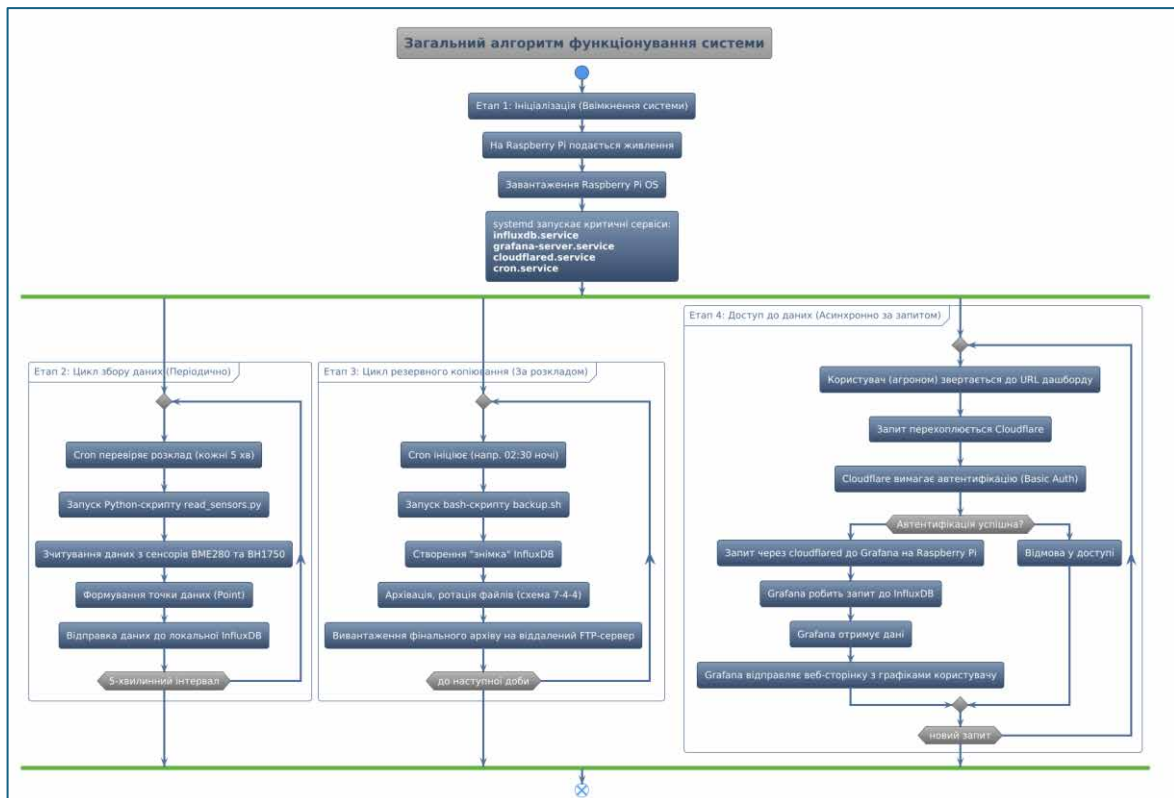 Загальний алгоритм функціонування системи
Етап 1: Ініціалізація (Ввімкнення системи)
На Raspberry Pi подається живлення
Завантаження Raspberry Pi OS
systemd запускає критичні сервіси:
influxdb.service
grafana-server.service
cloudflared.service
cron.service
Етап 2: Цикл збору даних (Періодично)
Cron перевіряє розклад (кожні 5 хв)
Запуск Python-скрипту read_sensors.py
Зчитування даних з сенсорів BME280 та BH1750
Формування точки даних (Point)
Відправка даних до локальної InfluxDB
5-хвилинний інтервал
Етап 3: Цикл резервного копіювання (За розкладом)
Cron ініціює (напр. 02:30 ночі)
Запуск bash-скрипту backup.sh
Створення "знімка" InfluxDB
Архівація, ротація файлів (схема 7-4-4)
Вивантаження фінального архіву на віддалений FTP-сервер
до наступної доби
Етап 4: Доступ до даних (Асинхронно за запитом)
Користувач (агроном) звертається до URL дашборду
Запит перехоплюється Cloudflare
Cloudflare вимагає автентифікацію (Basic Auth)
Автентифікація успішна?
Запит через cloudflared до Grafana на Raspberry Pi
Відмова у доступі
Grafana робить запит до InfluxDB
Grafana отримує дані
Grafana відправляє веб-сторінку з графіками користувачу
новий запит